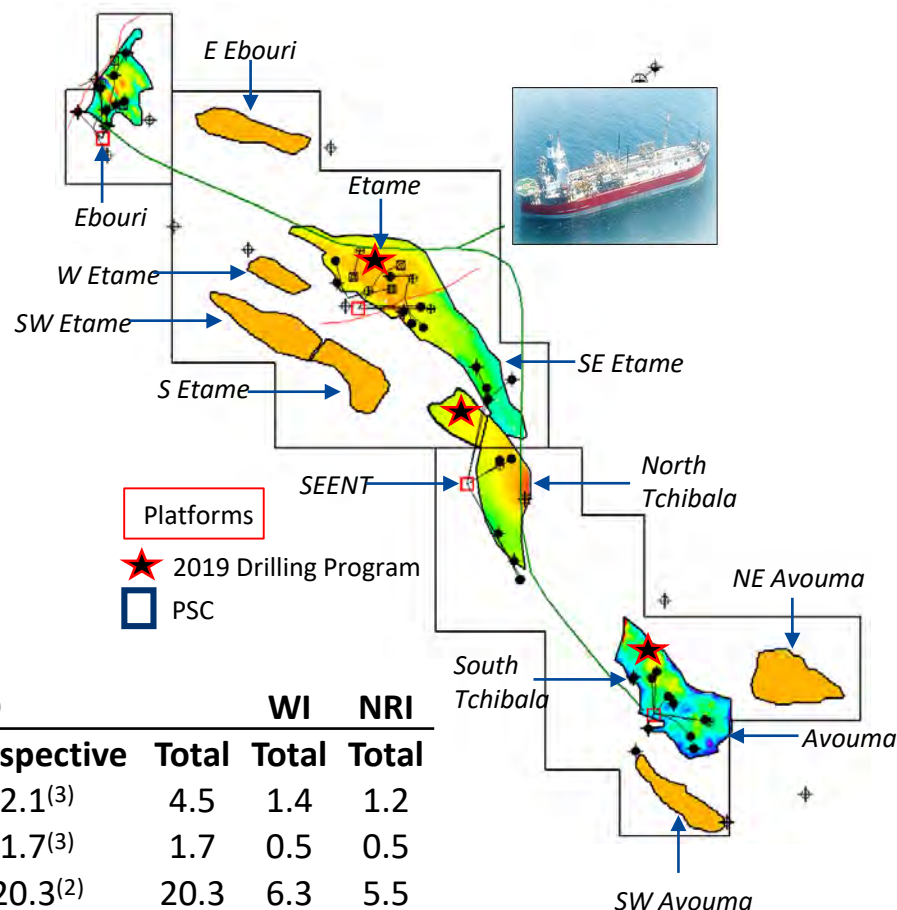 E Ebouri
Etame
Ebouri
W Etame
SW Etame
SE Etame
S Etame
SEENT
North
Tchibala
Platforms
2019 Drilling Program
PSC
NE Avouma
South
Tchibala
Avouma
SW Avouma
WI NRI
Total Total Total
2.1(3) 4.5 1.4 1.2
1.7(3) 1.7 0.5 0.5
20.3(2) 20.3 6.3 5.5